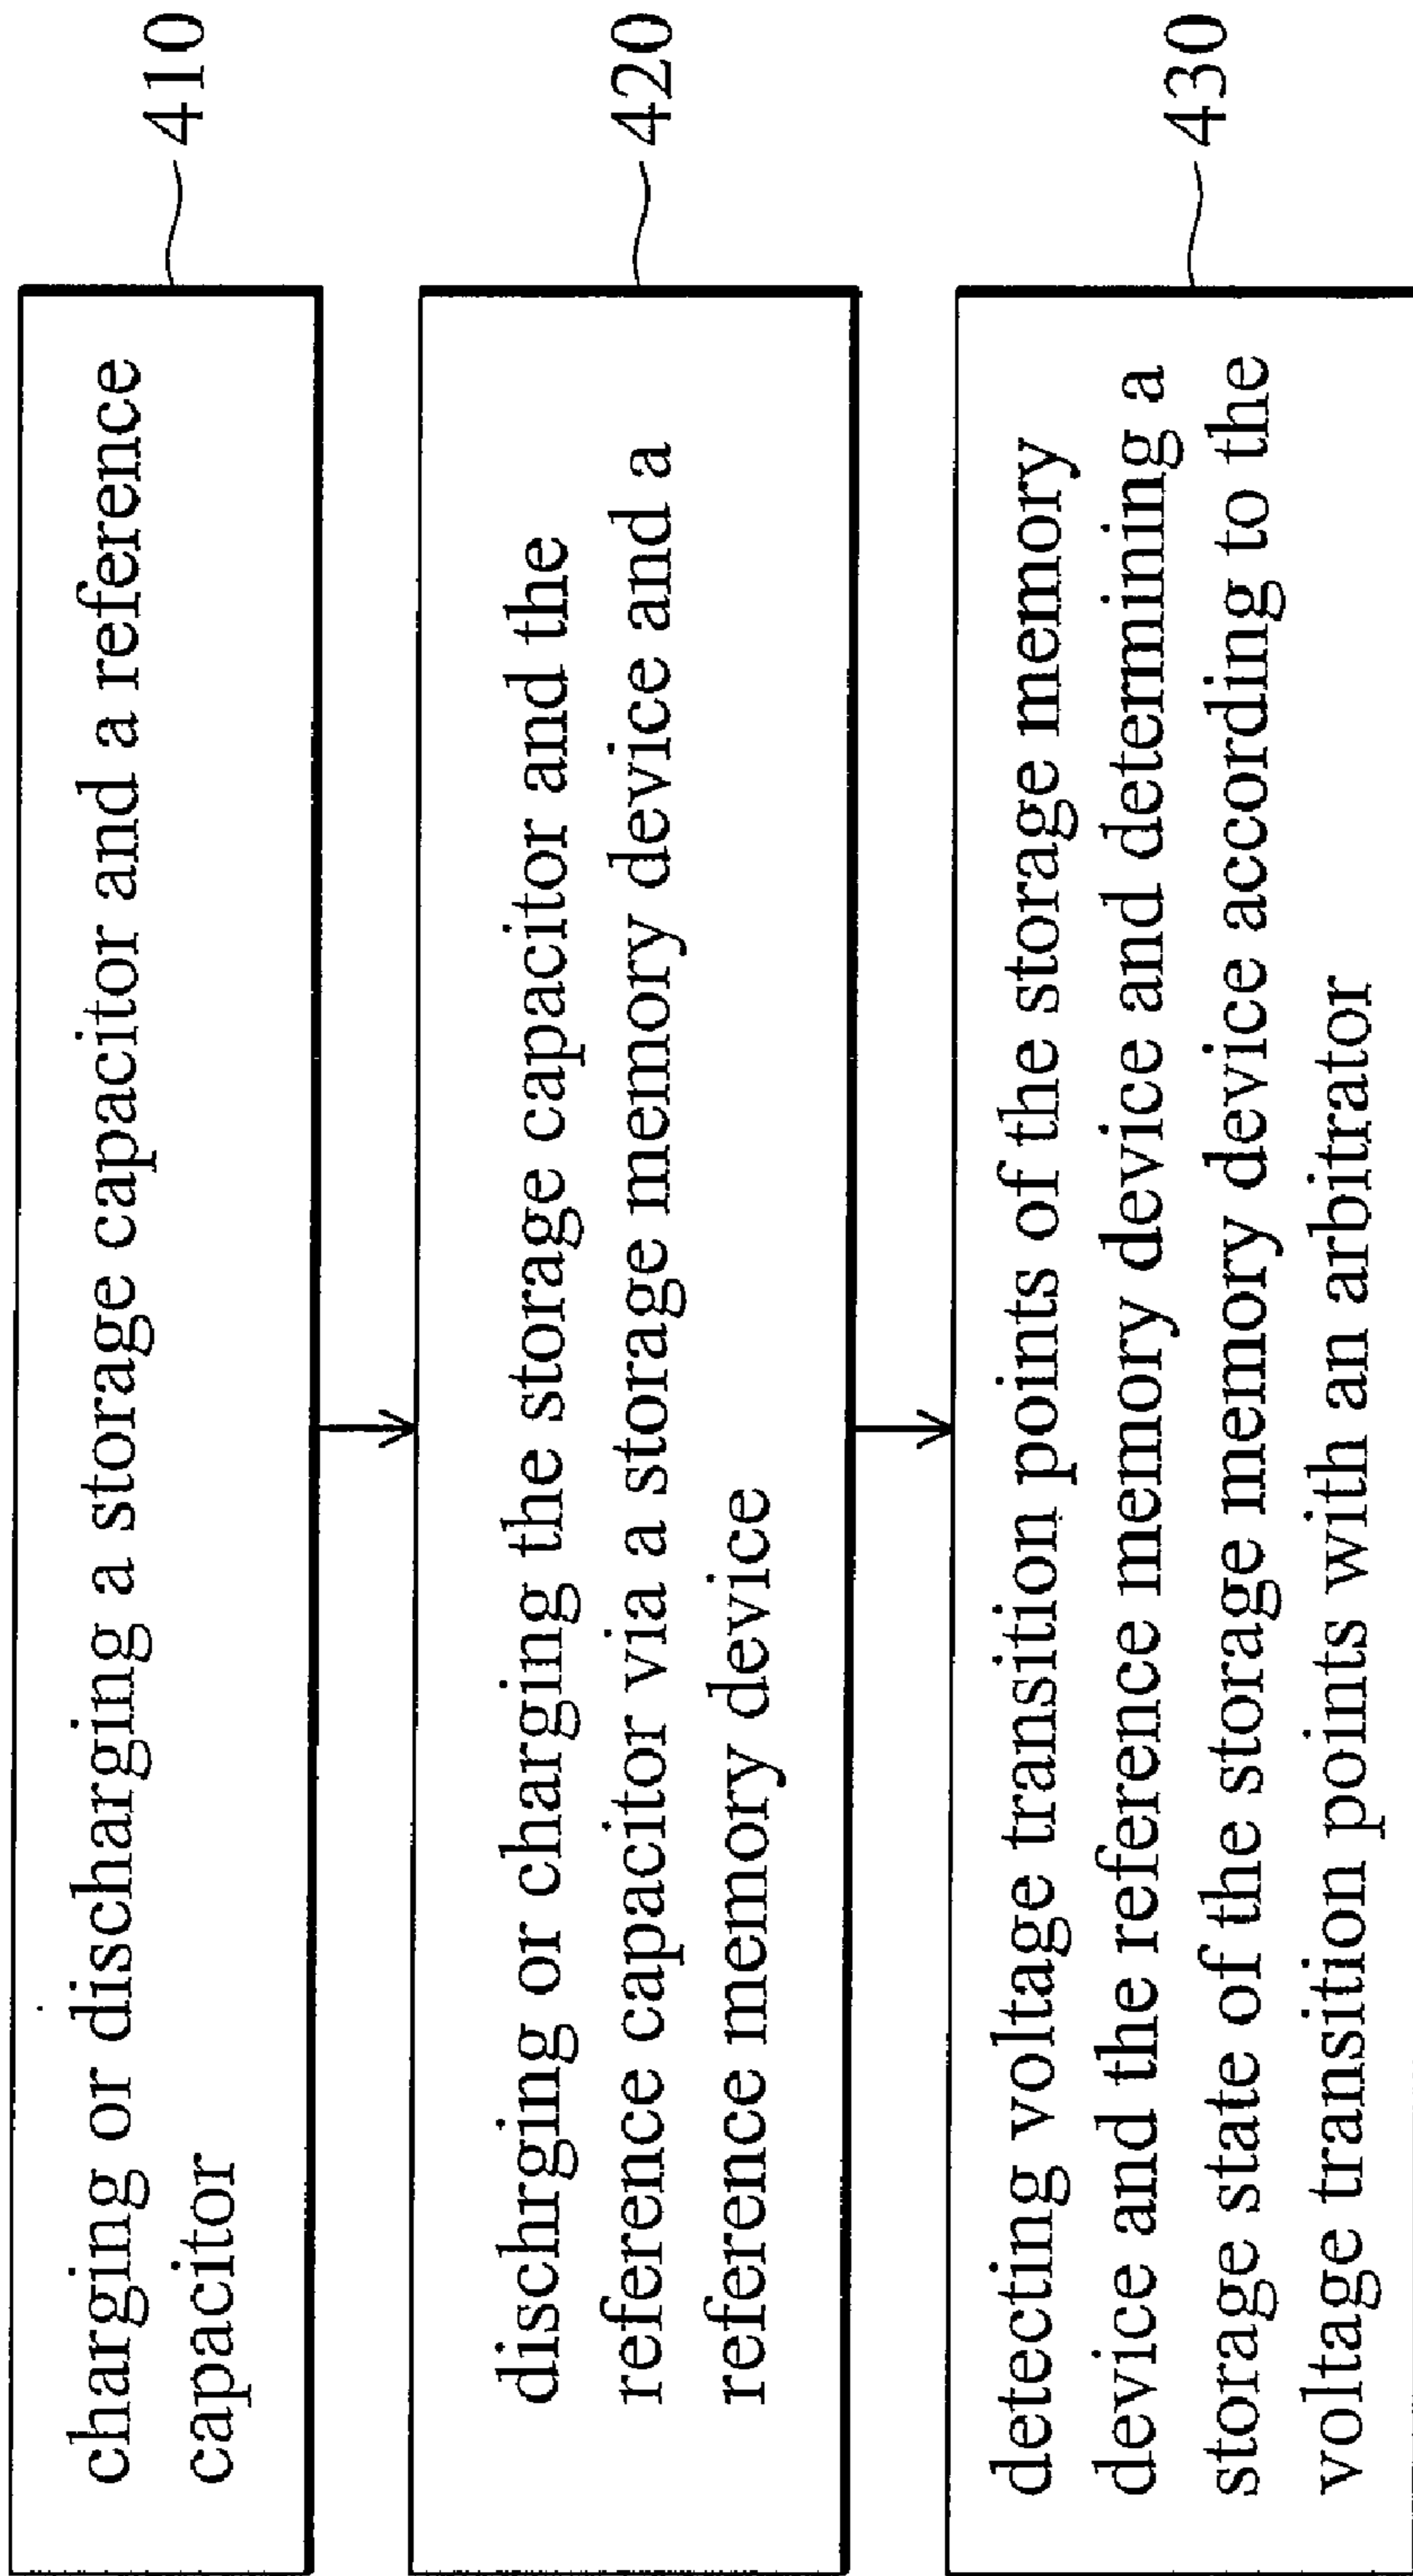 charging or discharging a storage capacitor and a reference
capacitor
410
dischrging or charging the storage capacitor and the
reference capacitor via a storage memory device and a
reference memory device
420
detecting voltage transition points of the storage memory
device and the reference memory device and determining a
storage state of the storage memory device according to the
voltage transition points with an arbitrator
430